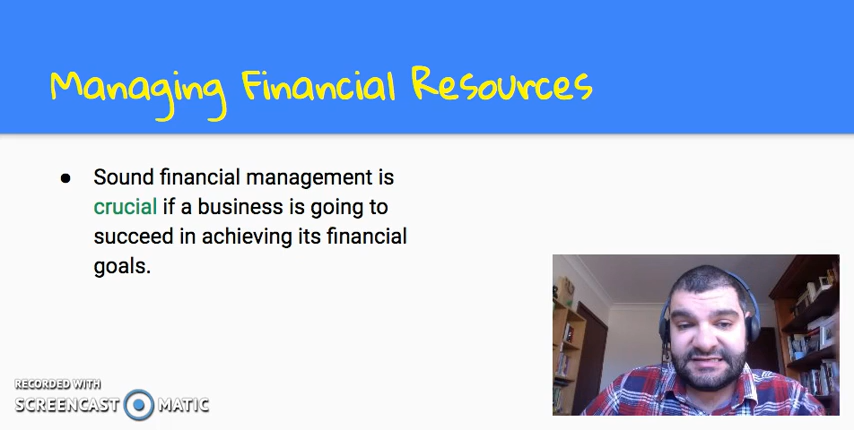 Managing Financial Resources
● Sound financial management is
crucial if a business is going to
succeed in achieving its financial
goals.
RECORDED WITH
SCREENCAST MATIC